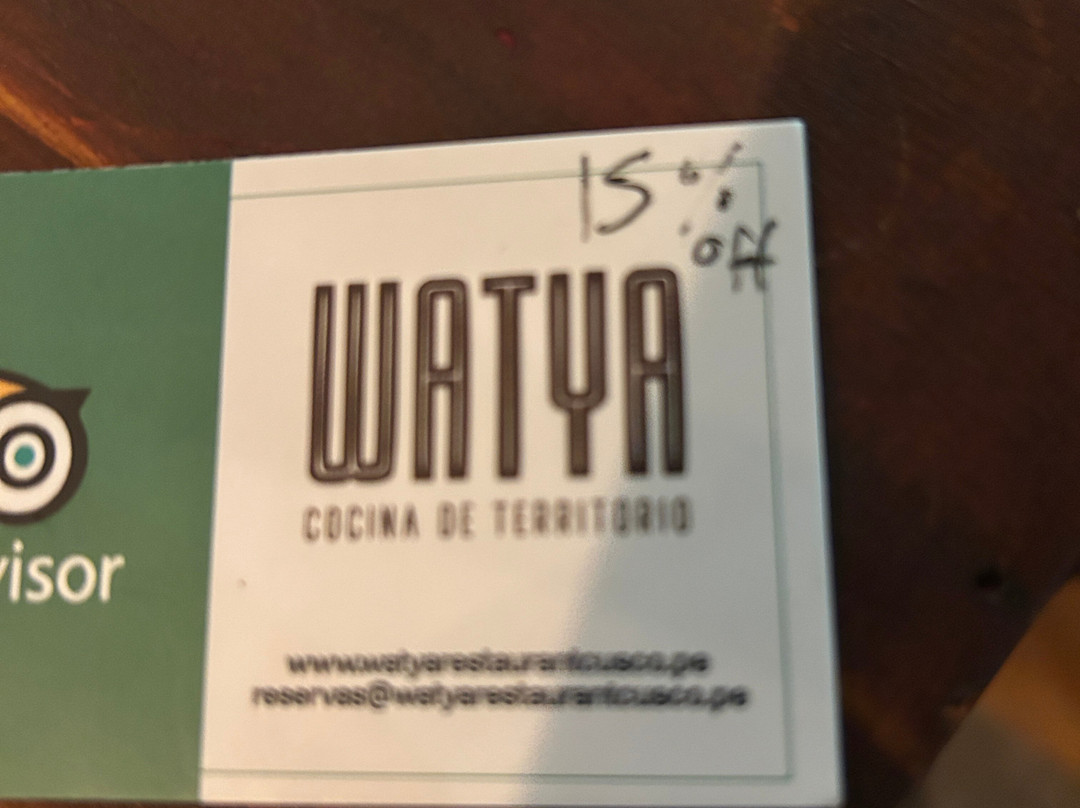 15 %
off
WATYA
COCINA DE TERRITORIO
visor
www.watyarestaurantcusco.pe
reservas@watyarestaurantcusco.pe